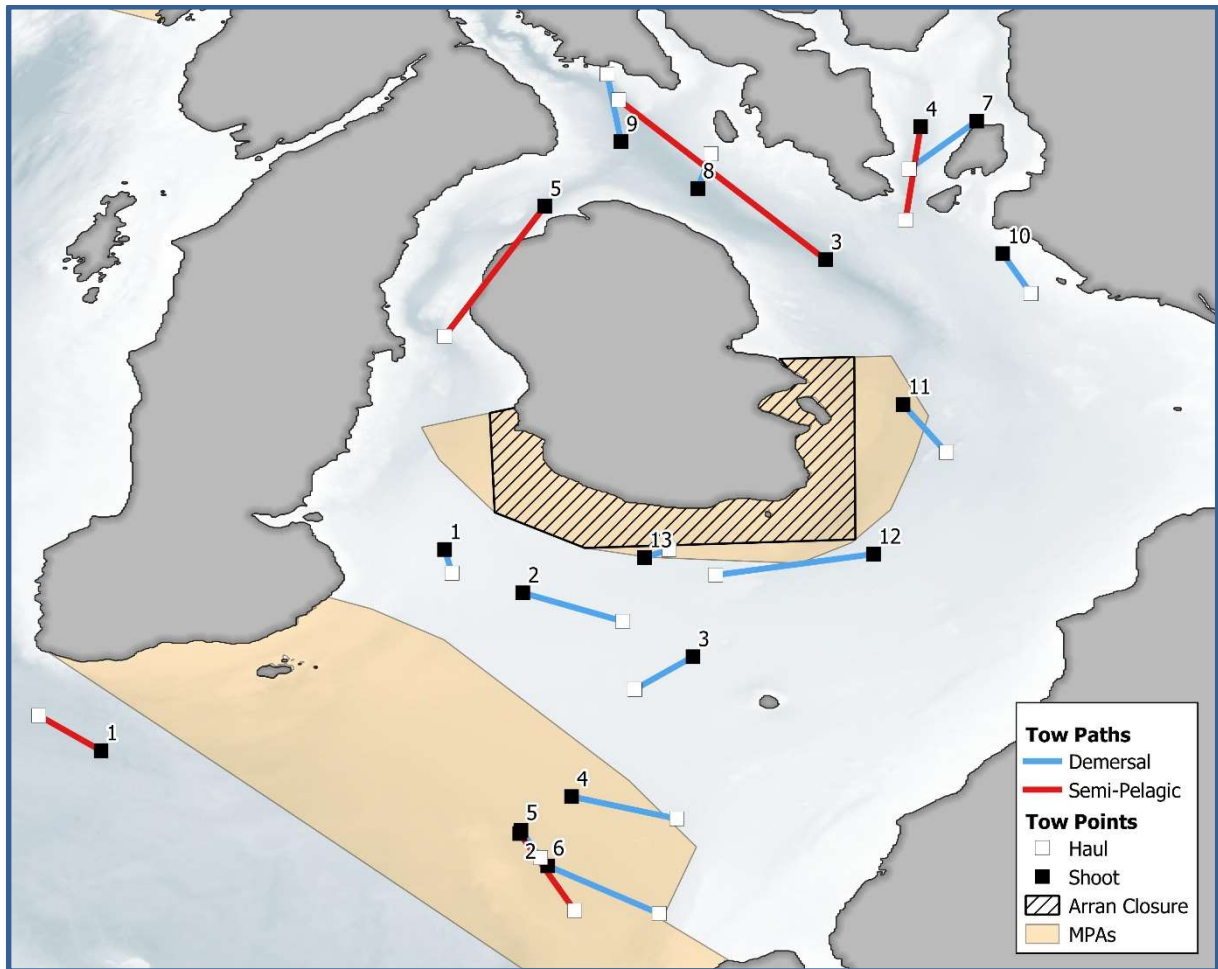 4
7
9
8
5
3
10
11
1
13
12
2
3
1
4
5
2
6
Tow Paths
Demersal
Semi-Pelagic
Tow Points
Haul
Shoot
Arran Closure
MPAs